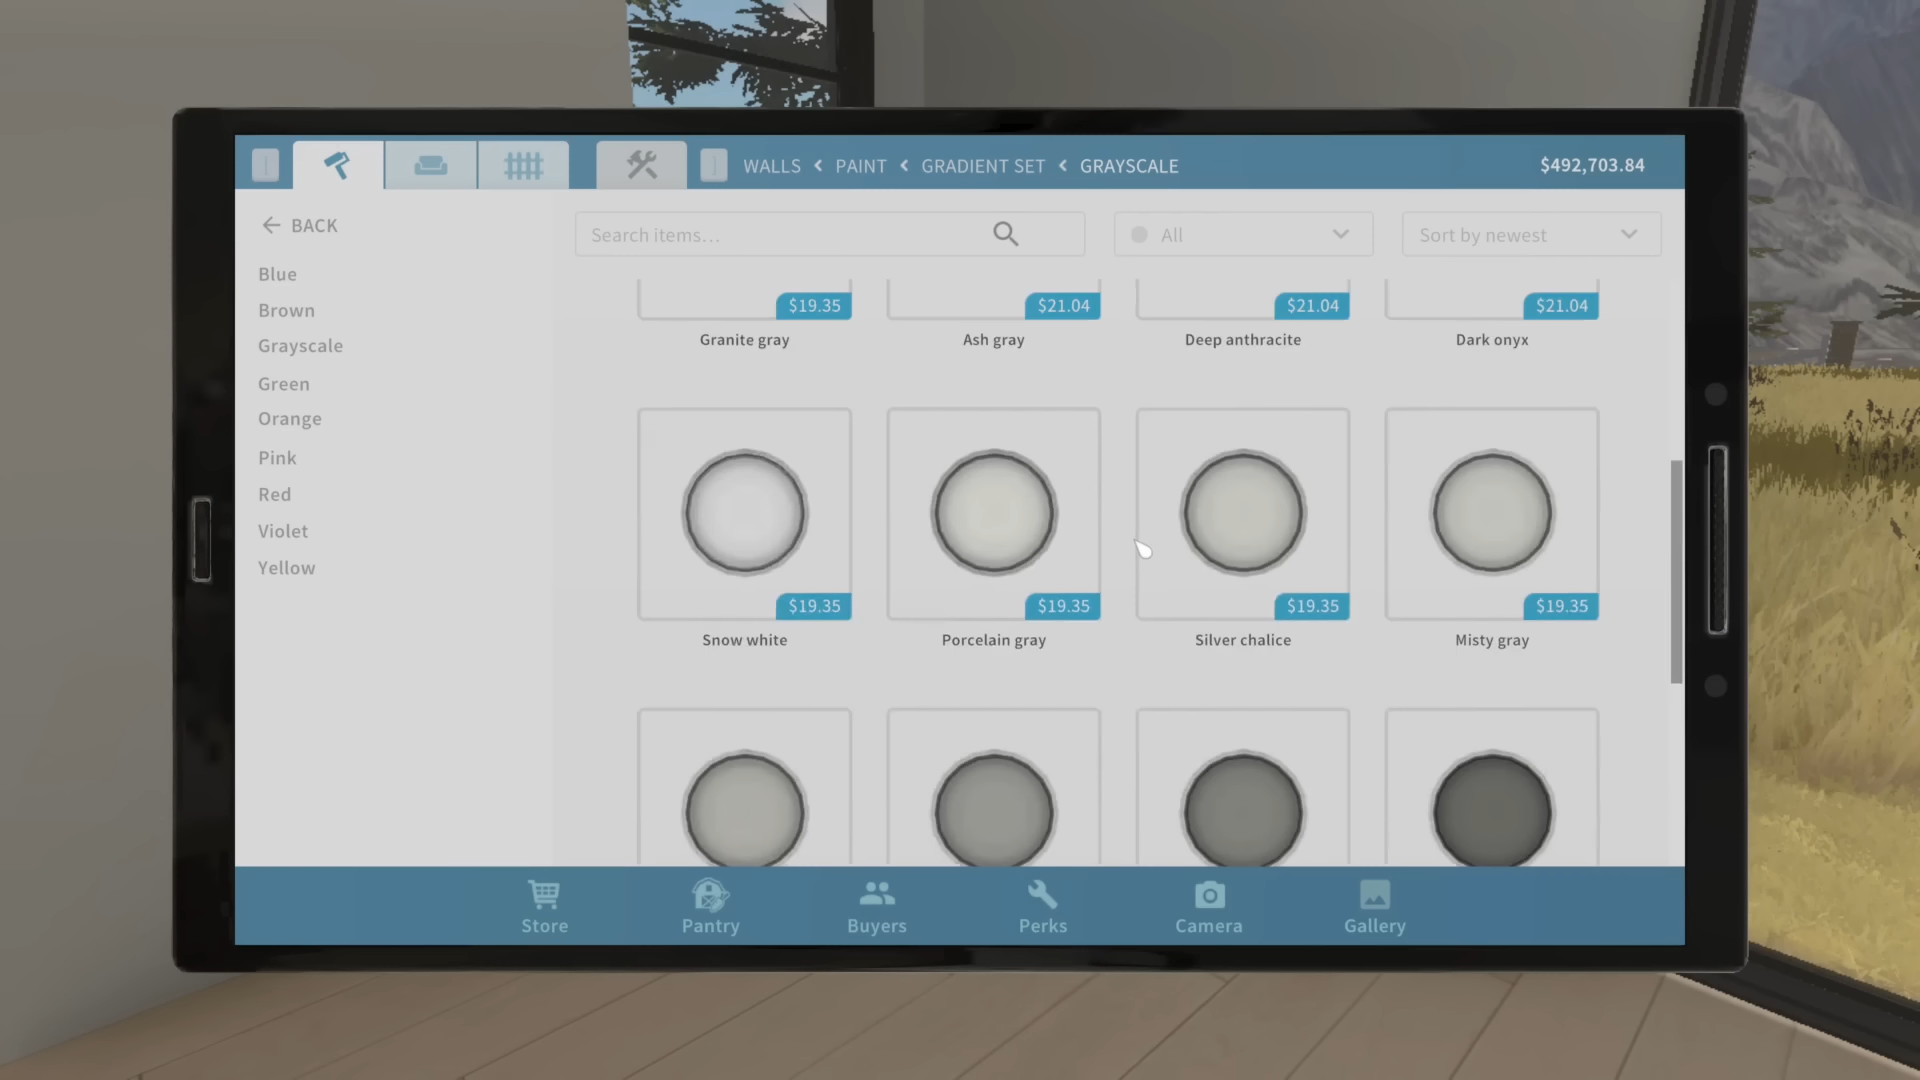 WALLS < PAINT < GRADIENT SET < GRAYSCALE
$492,703.84
BACK
Search items...
All
Sort by newest
Blue
Brown
Grayscale
Green
Orange
Pink
Red
Violet
Yellow
$19.35 $21.04 $21.04 $21.04
Granite gray Ash gray Deep anthracite Dark onyx
$19.35 $19.35 $19.35 $19.35
Snow white Porcelain gray Silver chalice Misty gray
Store Pantry Buyers Perks Camera Gallery